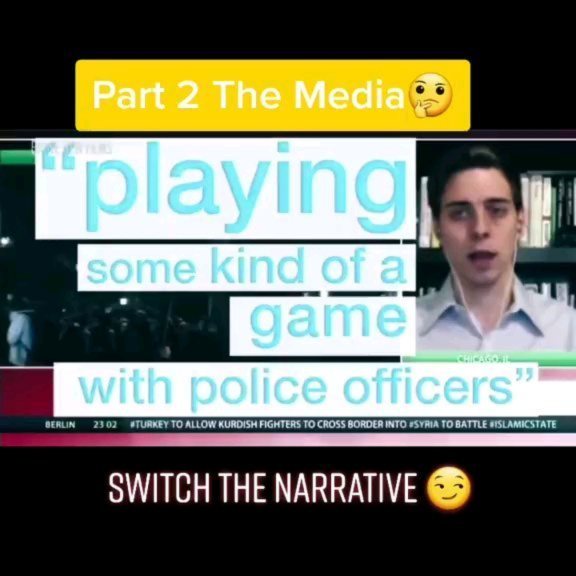 Part 2 The Media🤔
“playing
some kind of a
game
with police officers”
CHICAGO, IL
BERLIN 23 02 #TURKEY TO ALLOW KURDISH FIGHTERS TO CROSS BORDER INTO #SYRIA TO BATTLE #ISLAMICSTATE
SWITCH THE NARRATIVE 😏